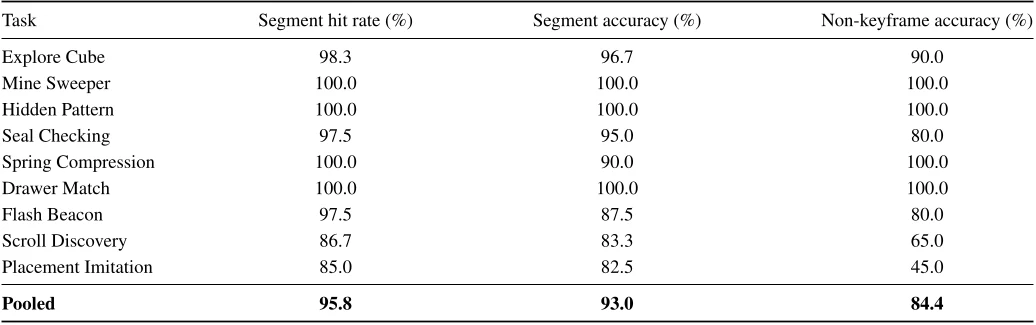 Task Segment hit rate (%) Segment accuracy (%) Non-keyframe accuracy (%)
Explore Cube 98.3 96.7 90.0
Mine Sweeper 100.0 100.0 100.0
Hidden Pattern 100.0 100.0 100.0
Seal Checking 97.5 95.0 80.0
Spring Compression 100.0 90.0 100.0
Drawer Match 100.0 100.0 100.0
Flash Beacon 97.5 87.5 80.0
Scroll Discovery 86.7 83.3 65.0
Placement Imitation 85.0 82.5 45.0
Pooled 95.8 93.0 84.4